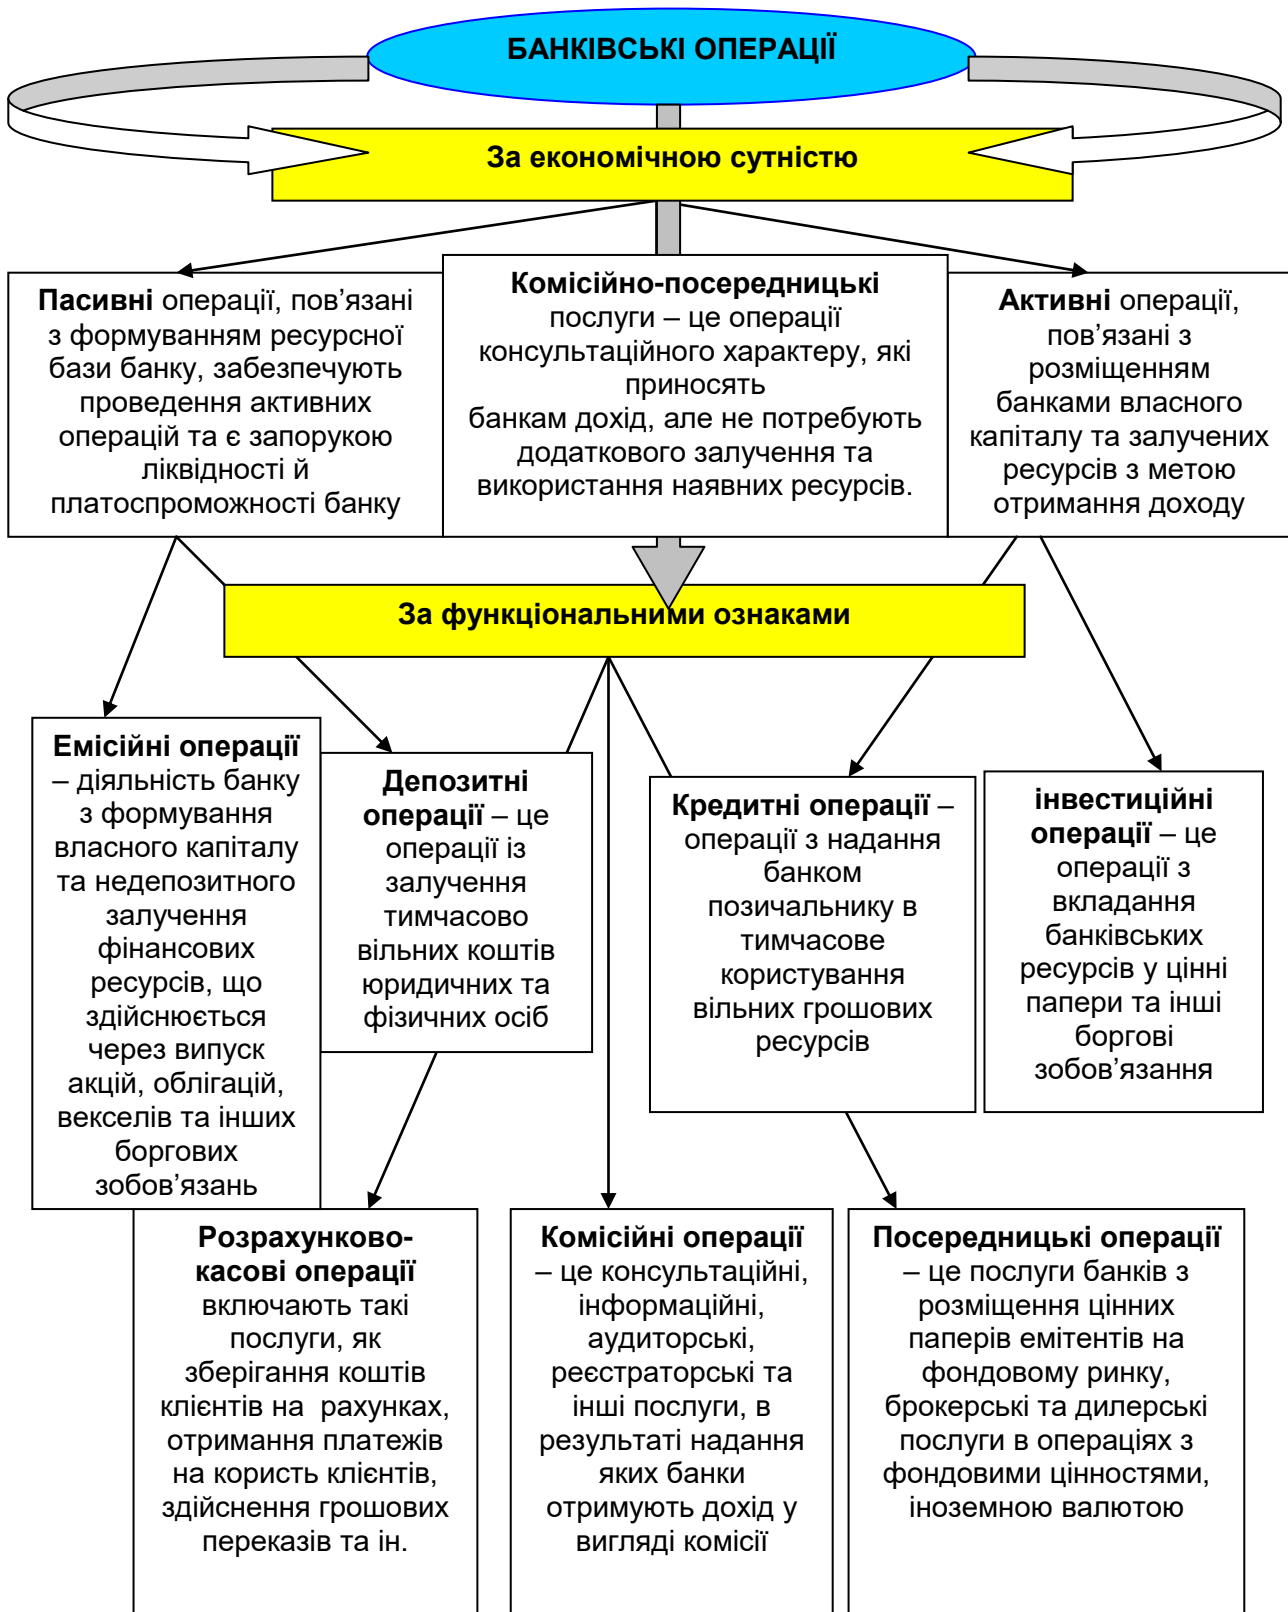 БАНКІВСЬКІ ОПЕРАЦІЇ
За економічною сутністю
Пасивні операції, пов’язані
з формуванням ресурсної
бази банку, забезпечують
проведення активних
операцій та є запорукою
ліквідності й
платоспроможності банку
Комісійно-посередницькі
послуги – це операції
консультаційного характеру, які
приносять
банкам дохід, але не потребують
додаткового залучення та
використання наявних ресурсів.
Активні операції,
пов’язані з
розміщенням
банками власного
капіталу та залучених
ресурсів з метою
отримання доходу
За функціональними ознаками
Емісійні операції
– діяльність банку
з формування
власного капіталу
та недепозитного
залучення
фінансових
ресурсів, що
здійснюється
через випуск
акцій, облігацій,
векселів та інших
боргових
зобов’язань
Депозитні
операції – це
операції із
залучення
тимчасово
вільних коштів
юридичних та
фізичних осіб
Кредитні операції –
операції з надання
банком
позичальнику в
тимчасове
користування
вільних грошових
ресурсів
інвестиційні
операції – це
операції з
вкладання
банківських
ресурсів у цінні
папери та інші
боргові
зобов’язання
Розрахунково-
касові операції
включають такі
послуги, як
зберігання коштів
клієнтів на рахунках,
отримання платежів
на користь клієнтів,
здійснення грошових
переказів та ін.
Комісійні операції
– це консультаційні,
інформаційні,
аудиторські,
реєстраторські та
інші послуги, в
результаті надання
яких банки
отримують дохід у
вигляді комісії
Посередницькі операції
– це послуги банків з
розміщення цінних
паперів емітентів на
фондовому ринку,
брокерські та дилерські
послуги в операціях з
фондовими цінностями,
іноземною валютою